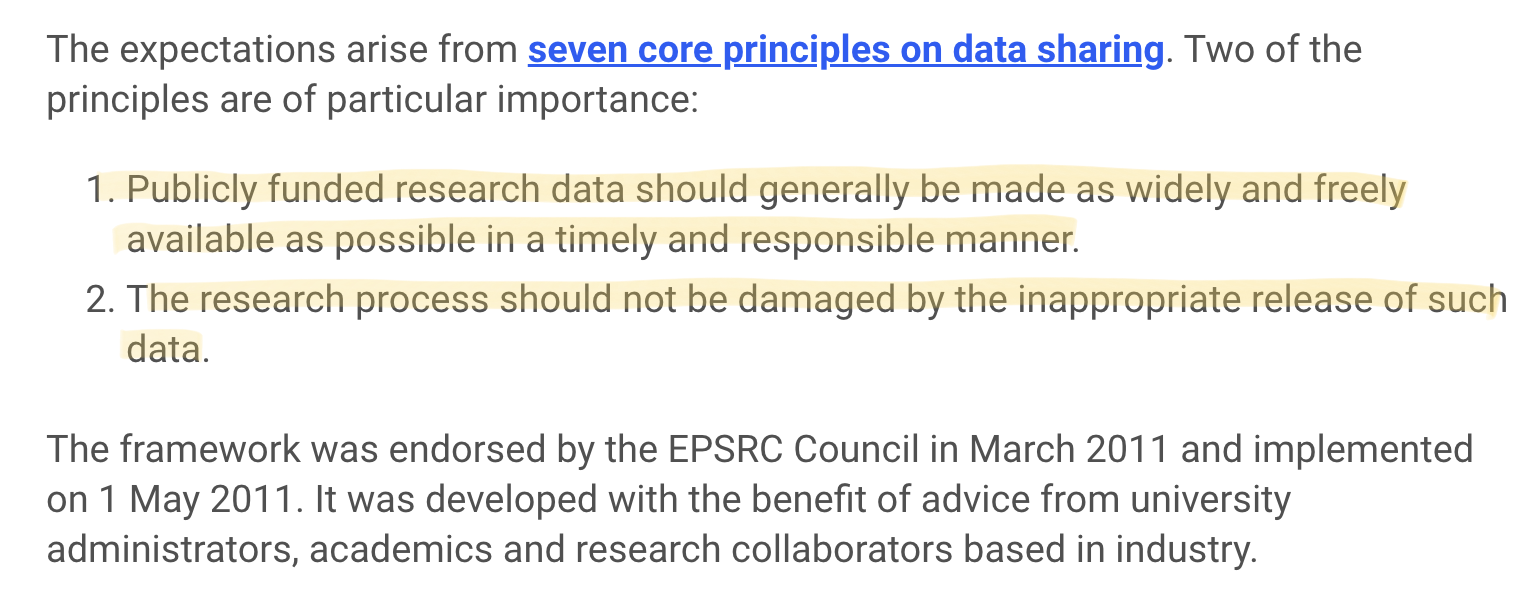 The expectations arise from seven core principles on data sharing. Two of the
principles are of particular importance:
1. Publicly funded research data should generally be made as widely and freely
available as possible in a timely and responsible manner.
2. The research process should not be damaged by the inappropriate release of such
data.
The framework was endorsed by the EPSRC Council in March 2011 and implemented
on 1 May 2011. It was developed with the benefit of advice from university
administrators, academics and research collaborators based in industry.